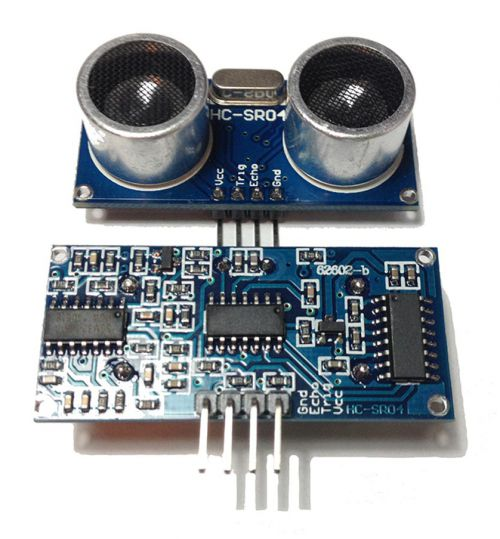 HC-SR04
Vcc
Trig
Echo
Gnd
62602-b
Gnd
Echo
Trig
Vcc
HC-SR04